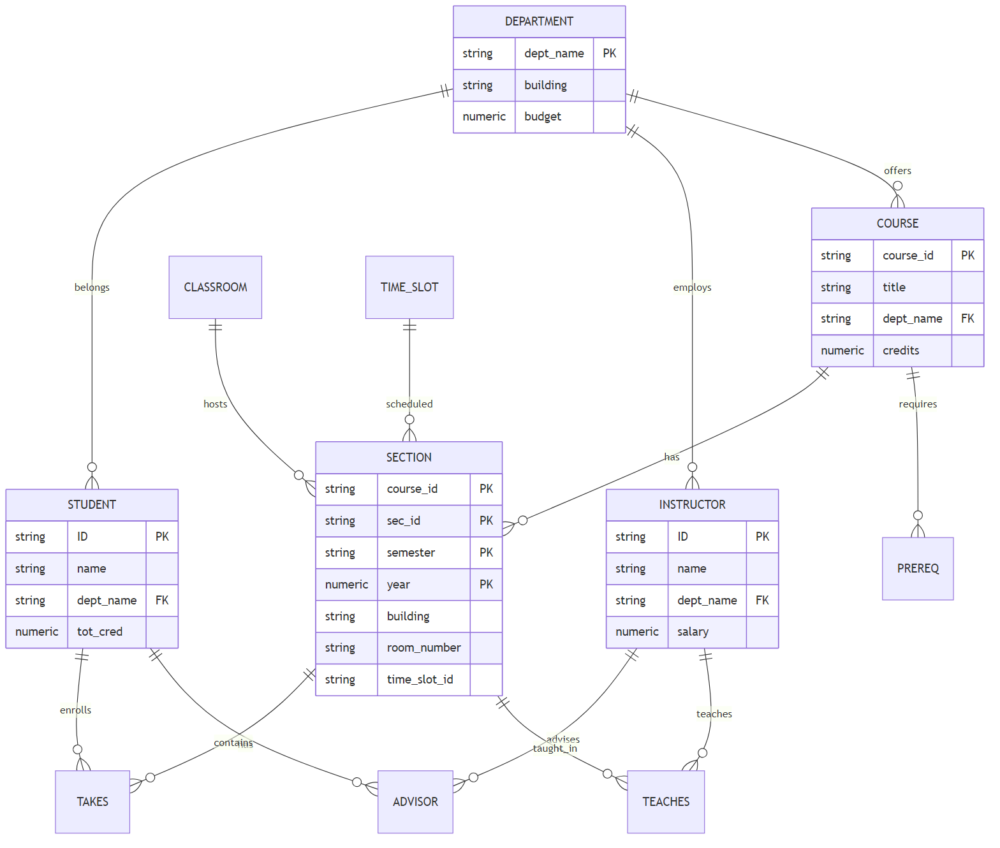 DEPARTMENT
string dept_name PK
string building
numeric budget
offers
COURSE
string course_id PK
string title
string dept_name FK
numeric credits
belongs
CLASSROOM
TIME_SLOT
employs
hosts
scheduled
requires
has
SECTION
string course_id PK
string sec_id PK
string semester PK
numeric year PK
string building
string room_number
string time_slot_id
STUDENT
string ID PK
string name
string dept_name FK
numeric tot_cred
INSTRUCTOR
string ID PK
string name
string dept_name FK
numeric salary
PREREQ
enrolls
contains
has
advises
taught_in
teaches
TAKES
ADVISOR
TEACHES